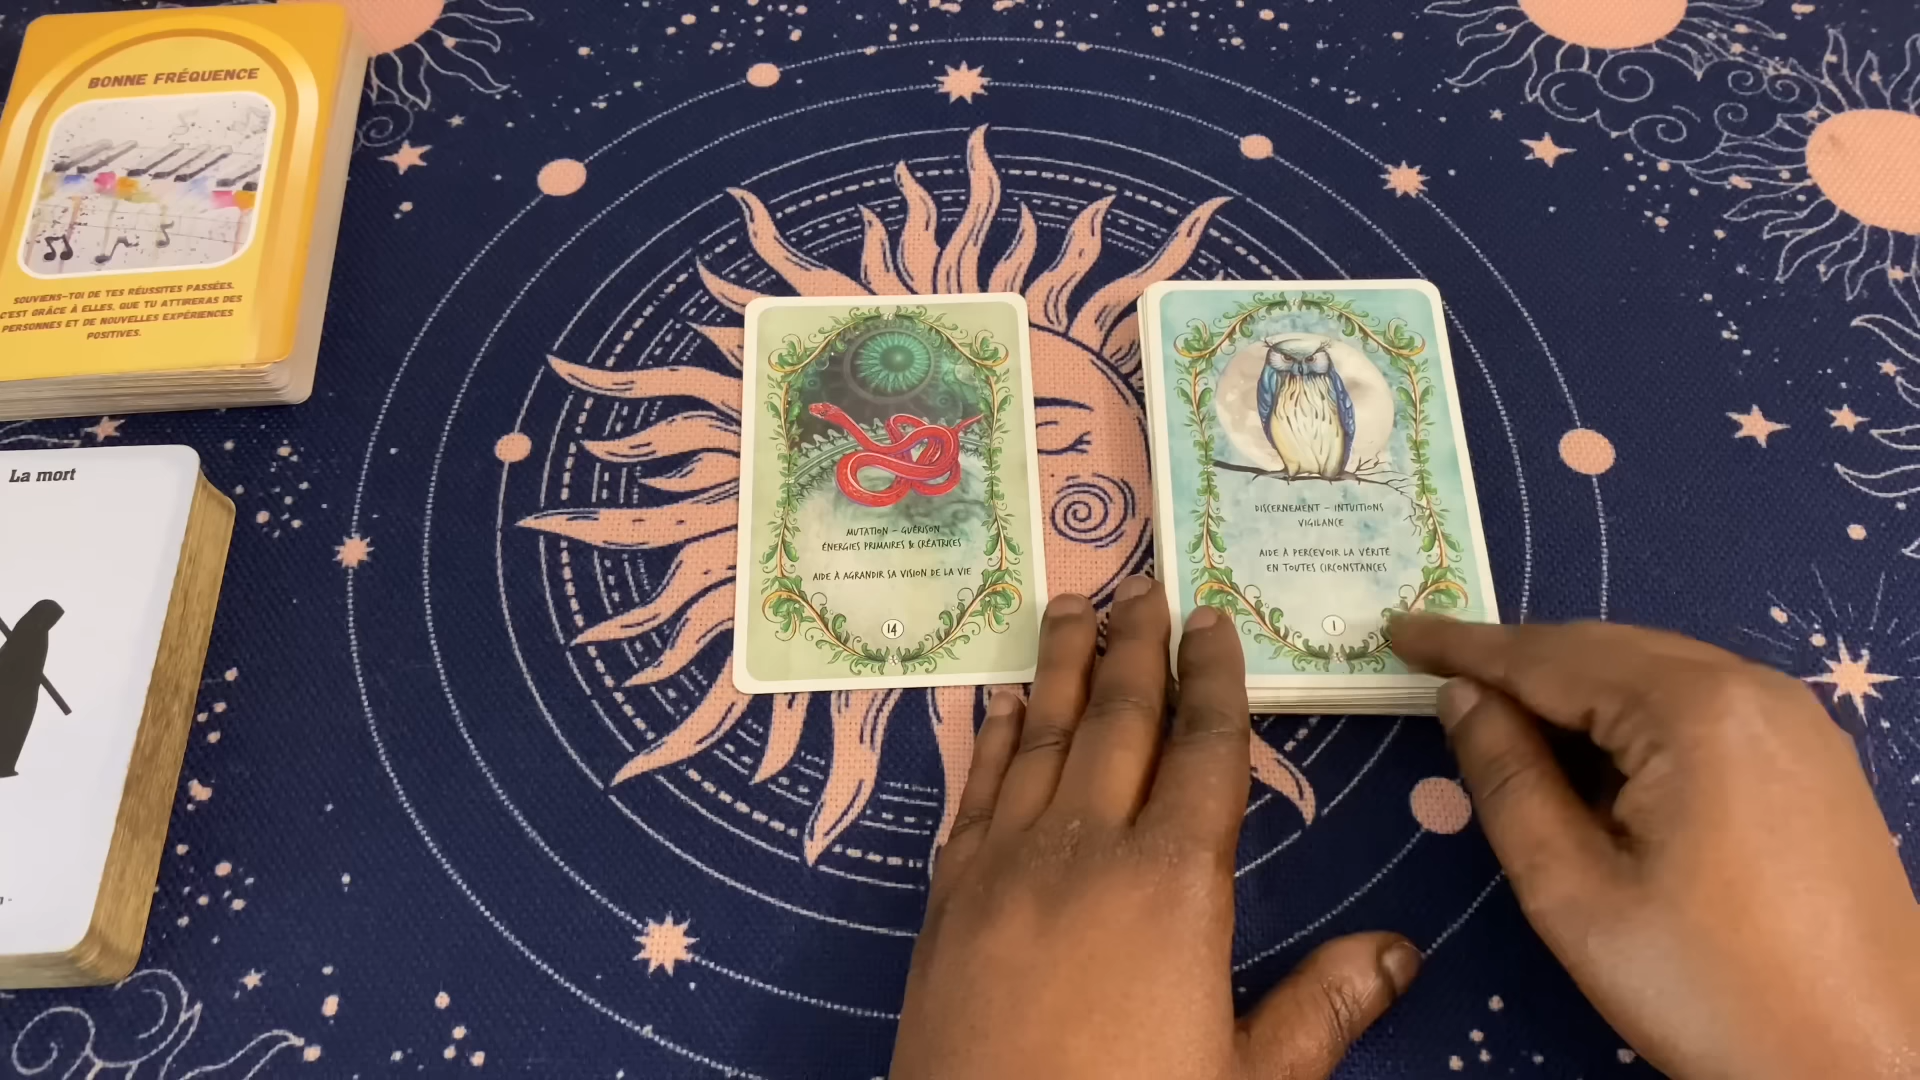 BONNE FRÉQUENCE
SOUVIENS-TOI DE TES RÉUSSITES PASSÉES.
C'EST GRÂCE À ELLES, QUE TU ATTIRERAS DES
PERSONNES ET DE NOUVELLES EXPÉRIENCES
POSITIVES.
La mort
MUTATION – GUÉRISON
ÉNERGIES PRIMAIRES & CRÉATRICES
AIDE À AGRANDIR SA VISION DE LA VIE
14
DISCERNEMENT – INTUITIONS
VIGILANCE
AIDE À PERCEVOIR LA VÉRITÉ
EN TOUTES CIRCONSTANCES
1